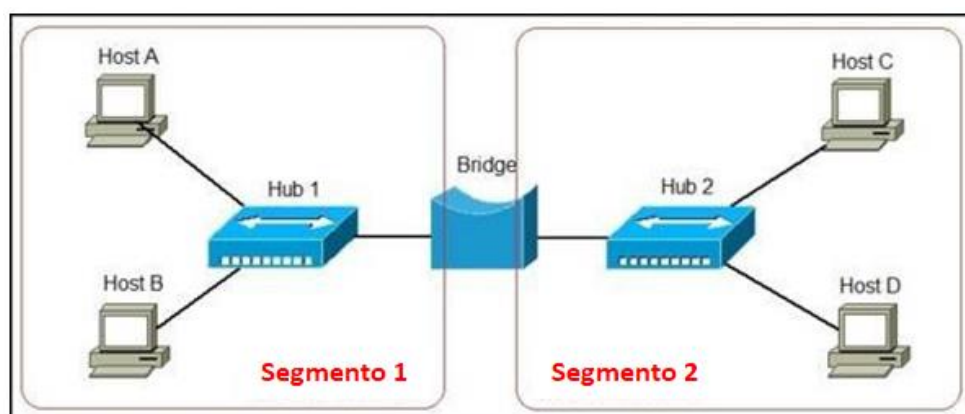 Host A
Host C
Bridge
Hub 1
Hub 2
Host B
Host D
Segmento 1
Segmento 2